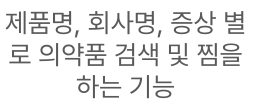 제품명, 회사명, 증상 별
로 의약품 검색 및 찜을
하는 기능